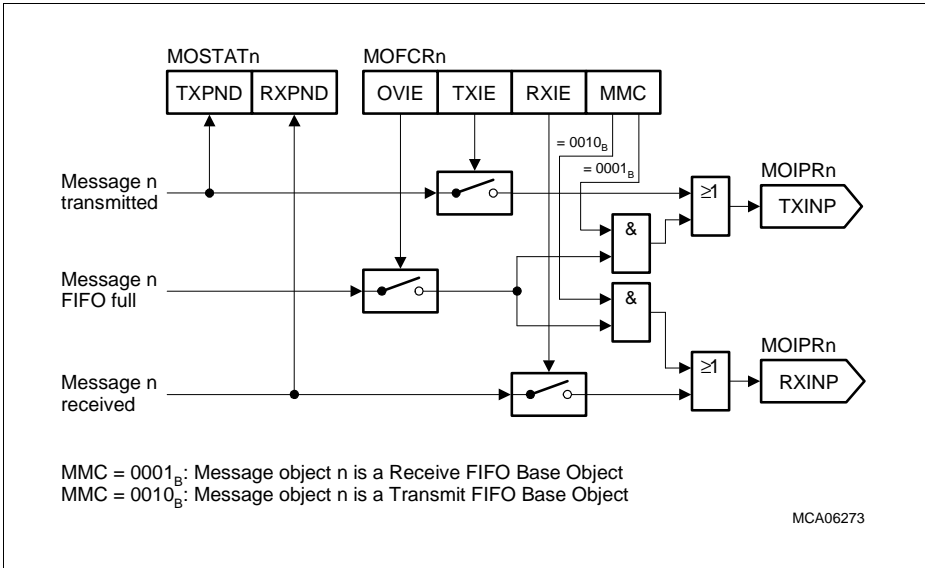 MOSTATn
MOFCRn
TXPND RXPND
OVIE TXIE RXIE MMC
= 0010B
= 0001B
Message n
transmitted
≥1
MOIPRn
TXINP
&
Message n
FIFO full
&
MOIPRn
≥1
RXINP
Message n
received
MMC = 0001B: Message object n is a Receive FIFO Base Object
MMC = 0010B: Message object n is a Transmit FIFO Base Object
MCA06273